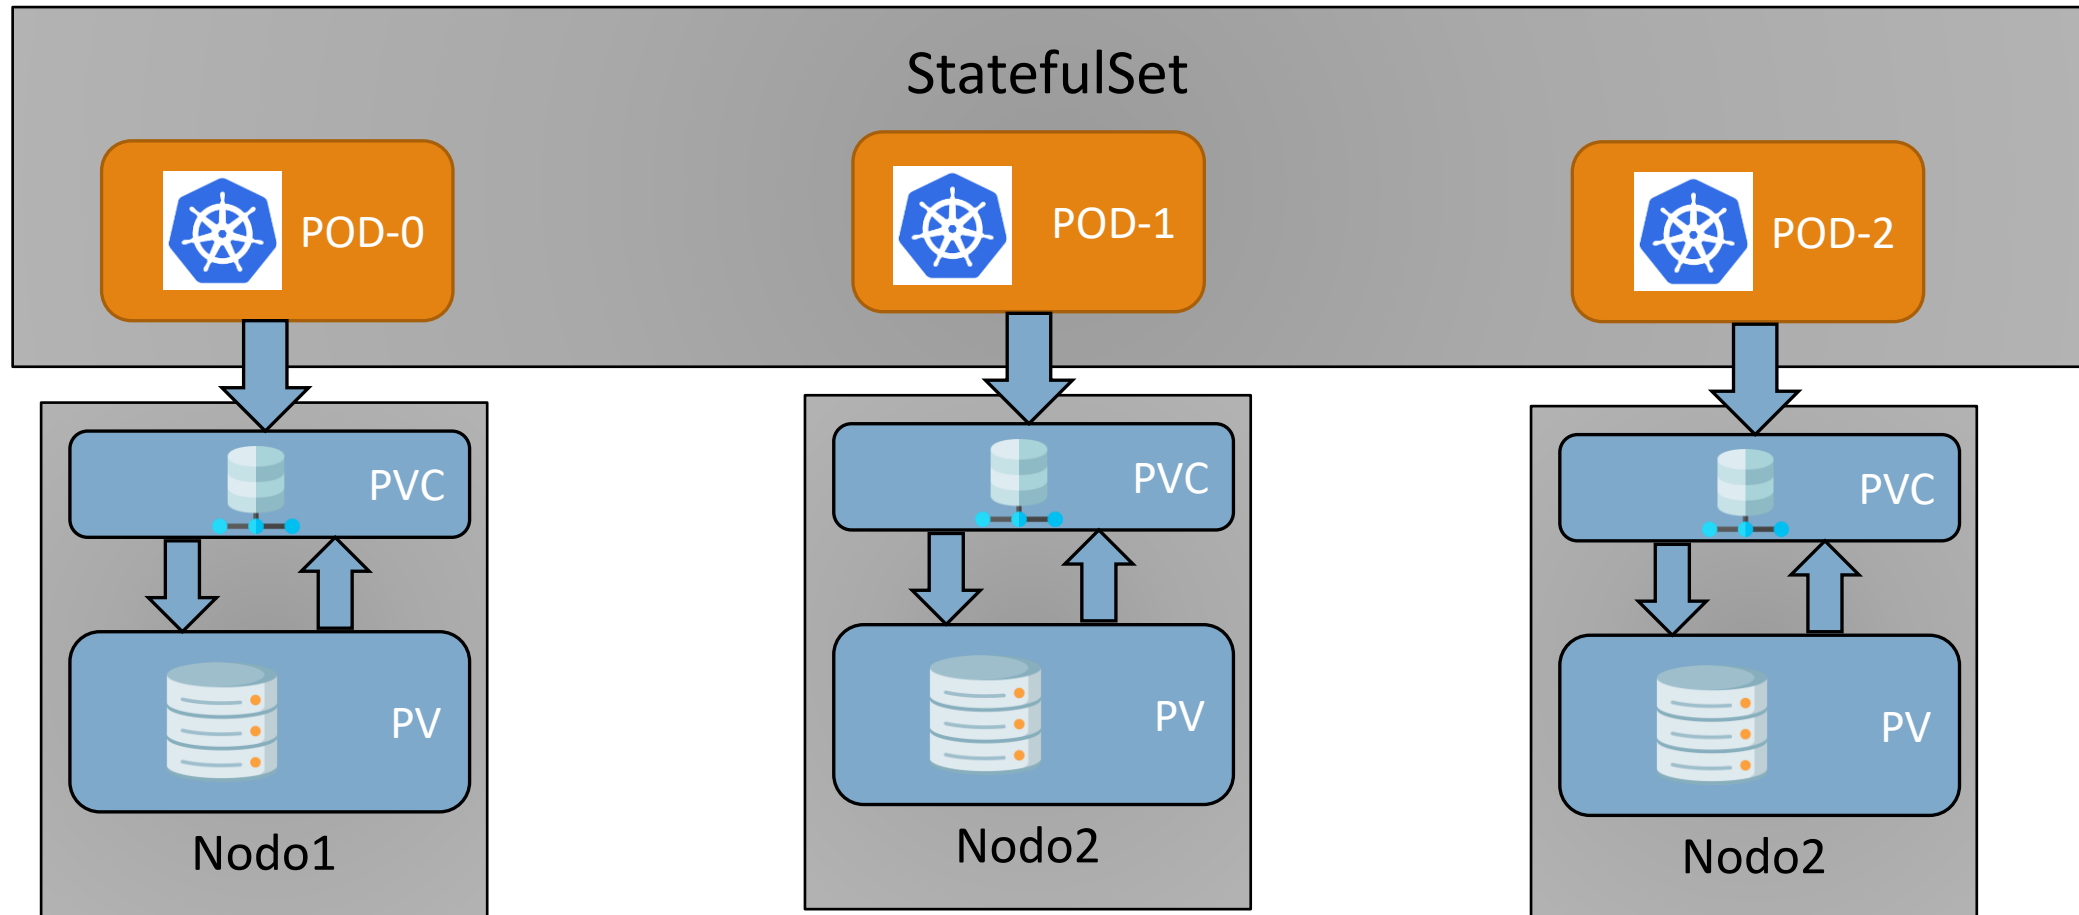 StatefulSet
POD-0
POD-1
POD-2
PVC
PVC
PVC
PV
PV
PV
Nodo1
Nodo2
Nodo2